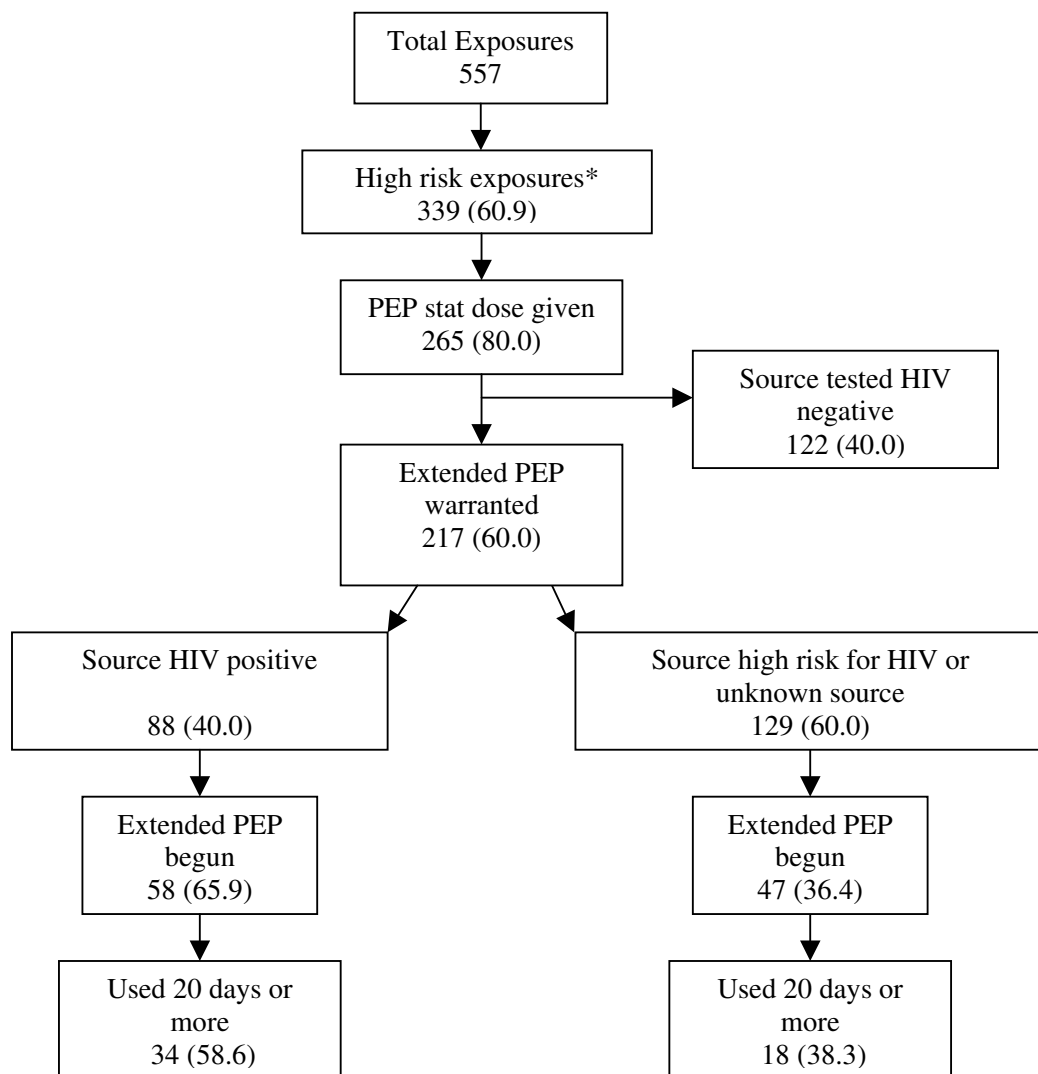 Total Exposures
557
High risk exposures*
339 (60.9)
PEP stat dose given
265 (80.0)
Source tested HIV
negative
122 (40.0)
Extended PEP
warranted
217 (60.0)
Source HIV positive
88 (40.0)
Source high risk for HIV or
unknown source
129 (60.0)
Extended PEP
begun
58 (65.9)
Extended PEP
begun
47 (36.4)
Used 20 days or
more
34 (58.6)
Used 20 days or
more
18 (38.3)